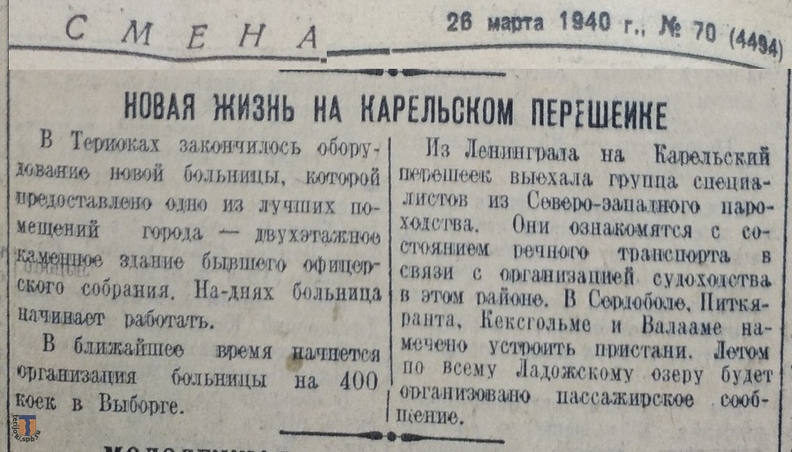 СМЕНА
26 марта 1940 г., № 70 (4494)
НОВАЯ ЖИЗНЬ НА КАРЕЛЬСКОМ ПЕРЕШЕЙКЕ
В Териоках закончилось обору-
дование новой больницы, которой
предоставлено одно из лучших по-
мещений города — двухэтажное
каменное здание бывшего офицер-
ского собрания. На-днях больница
начинает работать.
В ближайшее время начнется
организация больницы на 400
коек в Выборге.
Из Ленинграда на Карельский
перешеек выехала группа специа-
листов из Северо-западного паро-
ходства. Они ознакомятся с со-
стоянием речного транспорта в
связи с организацией судоходства
в этом районе. В Сердоболе, Питкя-
ранта, Кексгольме и Валааме на-
мечено устроить пристани. Летом
по всему Ладожскому озеру будет
организовано пассажирское сооб-
щение.
terijoki.spb.ru